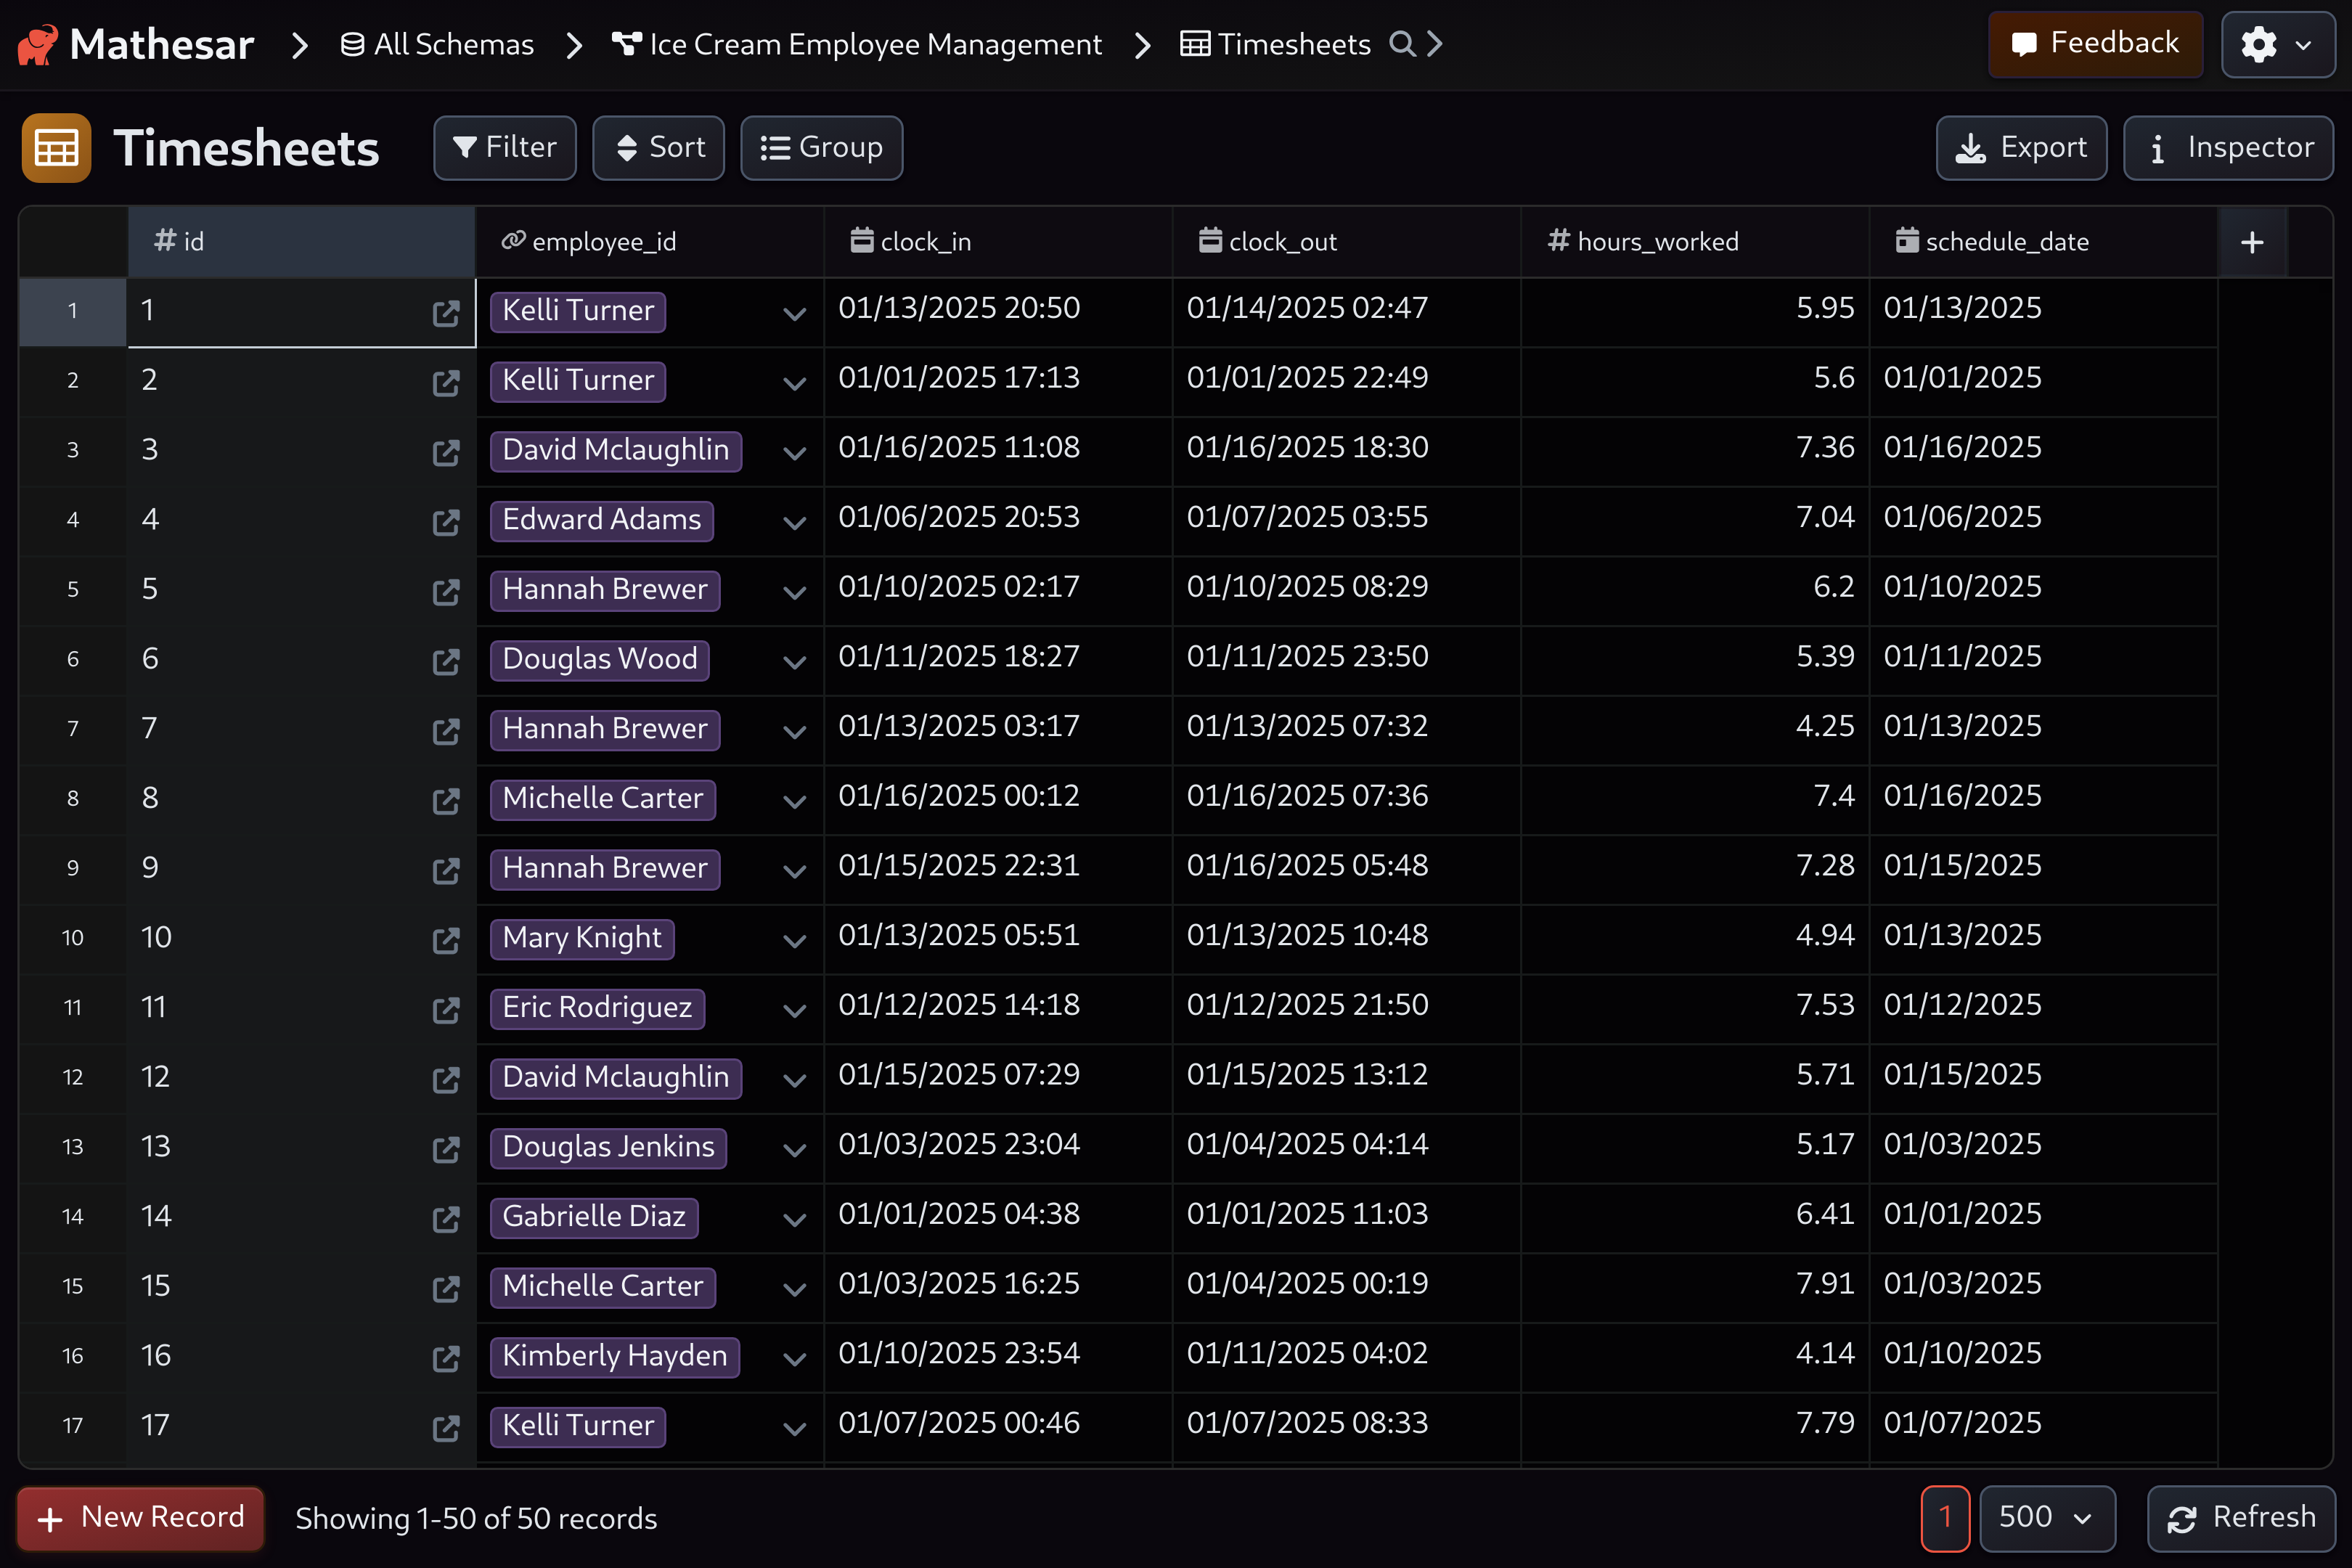 Mathesar All Schemas Ice Cream Employee Management Timesheets Feedback
Timesheets Filter Sort Group Export Inspector
id employee_id clock_in clock_out hours_worked schedule_date
1 1 Kelli Turner 01/13/2025 20:50 01/14/2025 02:47 5.95 01/13/2025
2 2 Kelli Turner 01/01/2025 17:13 01/01/2025 22:49 5.6 01/01/2025
3 3 David Mclaughlin 01/16/2025 11:08 01/16/2025 18:30 7.36 01/16/2025
4 4 Edward Adams 01/06/2025 20:53 01/07/2025 03:55 7.04 01/06/2025
5 5 Hannah Brewer 01/10/2025 02:17 01/10/2025 08:29 6.2 01/10/2025
6 6 Douglas Wood 01/11/2025 18:27 01/11/2025 23:50 5.39 01/11/2025
7 7 Hannah Brewer 01/13/2025 03:17 01/13/2025 07:32 4.25 01/13/2025
8 8 Michelle Carter 01/16/2025 00:12 01/16/2025 07:36 7.4 01/16/2025
9 9 Hannah Brewer 01/15/2025 22:31 01/16/2025 05:48 7.28 01/15/2025
10 10 Mary Knight 01/13/2025 05:51 01/13/2025 10:48 4.94 01/13/2025
11 11 Eric Rodriguez 01/12/2025 14:18 01/12/2025 21:50 7.53 01/12/2025
12 12 David Mclaughlin 01/15/2025 07:29 01/15/2025 13:12 5.71 01/15/2025
13 13 Douglas Jenkins 01/03/2025 23:04 01/04/2025 04:14 5.17 01/03/2025
14 14 Gabrielle Diaz 01/01/2025 04:38 01/01/2025 11:03 6.41 01/01/2025
15 15 Michelle Carter 01/03/2025 16:25 01/04/2025 00:19 7.91 01/03/2025
16 16 Kimberly Hayden 01/10/2025 23:54 01/11/2025 04:02 4.14 01/10/2025
17 17 Kelli Turner 01/07/2025 00:46 01/07/2025 08:33 7.79 01/07/2025
+ New Record Showing 1-50 of 50 records 1 500 Refresh